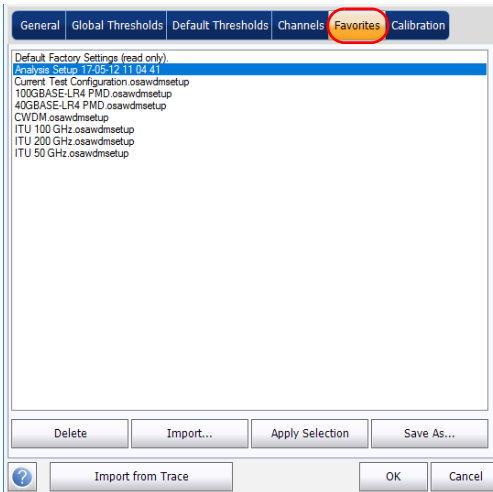 General Global Thresholds Default Thresholds Channels Favorites Calibration
Default Factory Settings (read only).
Analysis Setup 17-05-12 11 04 41
Current Test Configuration.osawdmsetup
100GBASE-LR4 PMD.osawdmsetup
40GBASE-LR4 PMD.osawdmsetup
CWDM.osawdmsetup
ITU 100 GHz.osawdmsetup
ITU 200 GHz.osawdmsetup
ITU 50 GHz.osawdmsetup
Delete Import... Apply Selection Save As...
? Import from Trace OK Cancel